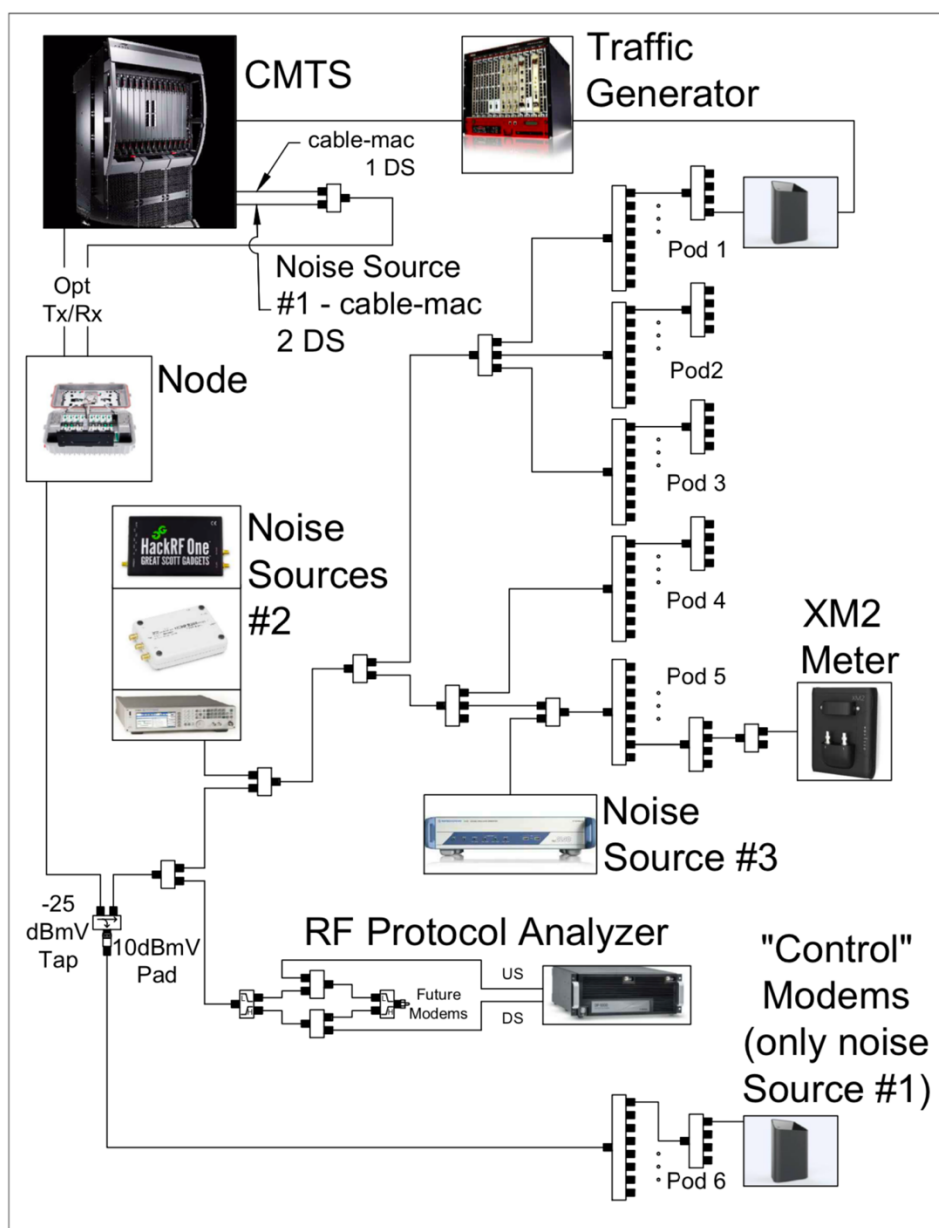 CMTS
Traffic
Generator
cable-mac
1 DS
Noise Source
#1 - cable-mac
2 DS
Opt
Tx/Rx
Node
Pod 1
Pod2
Pod 3
Pod 4
Pod 5
HackRF One
GREAT SCOTT GADGETS
Noise
Sources
#2
XM2
Meter
Noise
Source #3
-25
dBmV
Tap
10dBmV
Pad
RF Protocol Analyzer
US
DS
Future
Modems
"Control"
Modems
(only noise
Source #1)
Pod 6